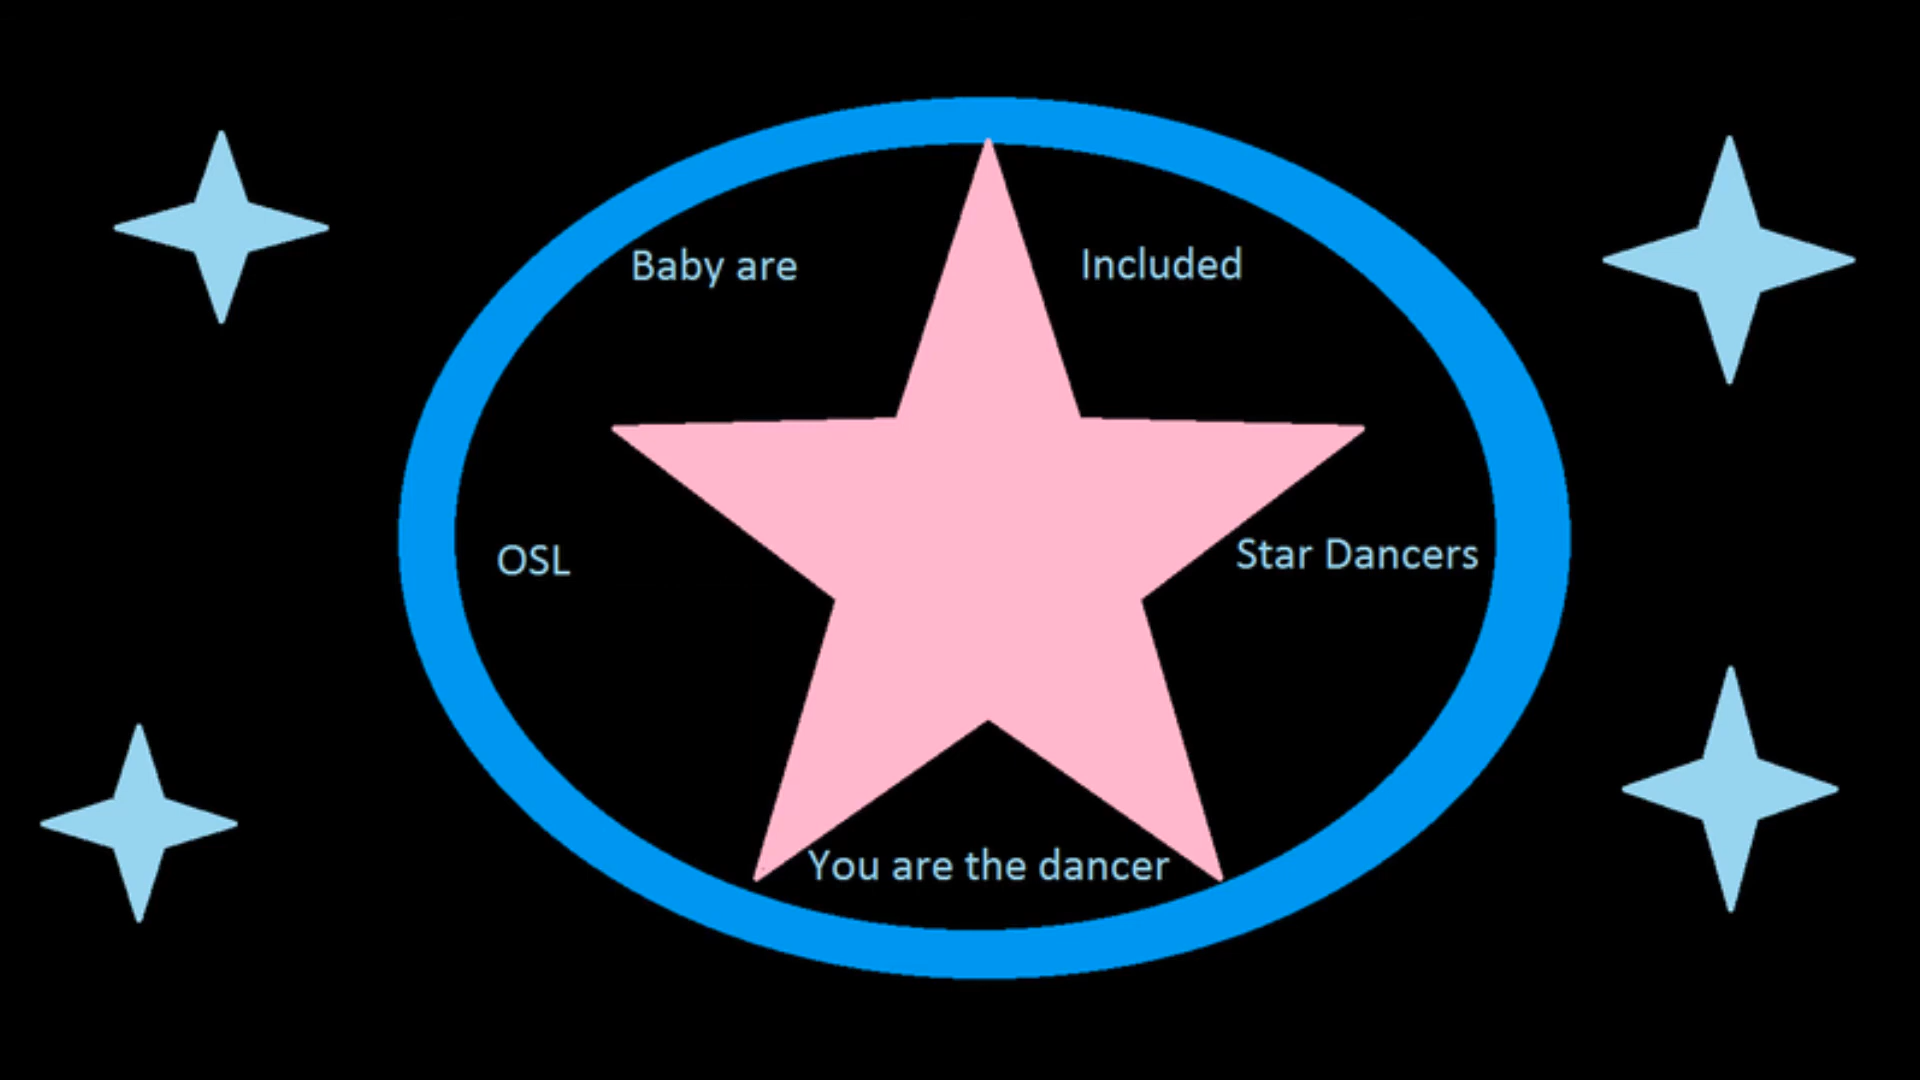 Baby are
Included
OSL
Star Dancers
You are the dancer